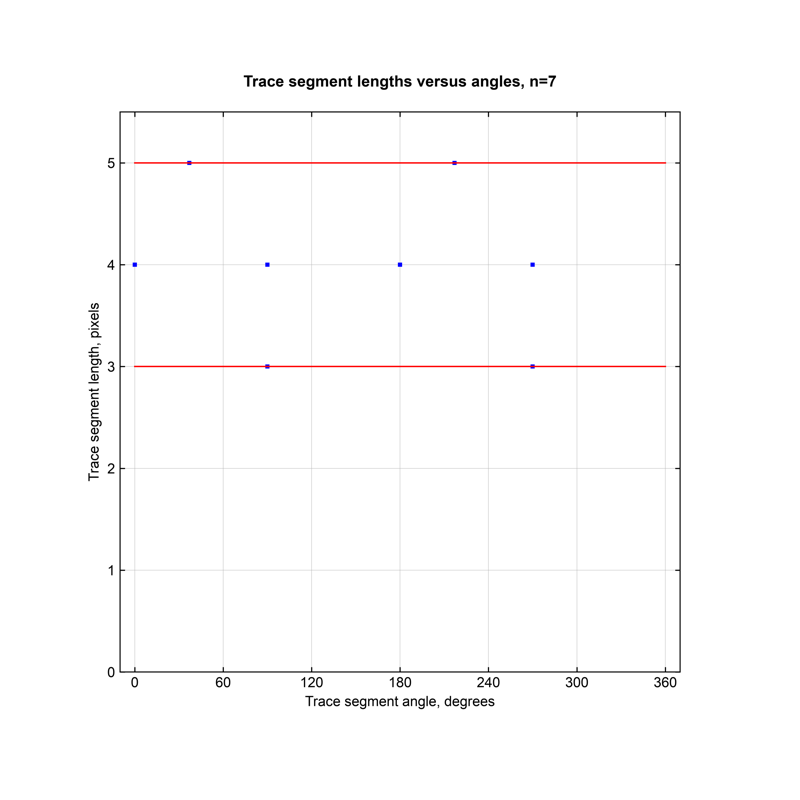 Trace segment lengths versus angles, n=7
5
4
3
2
1
0
Trace segment length, pixels
0 60 120 180 240 300 360
Trace segment angle, degrees